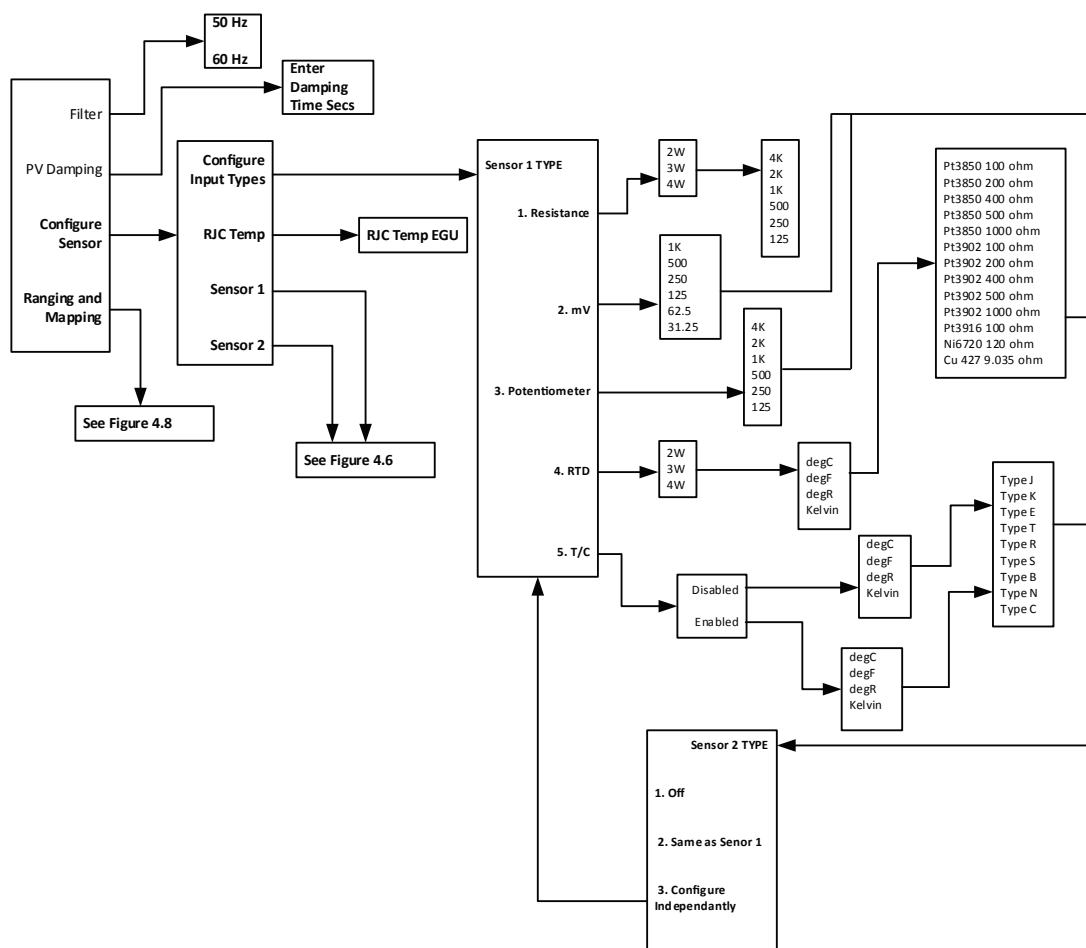 50 Hz
60 Hz
Enter
Damping
Time Secs
Filter
PV Damping
Configure
Sensor
Ranging and
Mapping
See Figure 4.8
Configure
Input Types
RJC Temp
Sensor 1
Sensor 2
RJC Temp EGU
See Figure 4.6
Sensor 1 TYPE
1. Resistance
2. mV
3. Potentiometer
4. RTD
5. T/C
2W
3W
4W
4K
2K
1K
500
250
125
1K
500
250
125
62.5
31.25
4K
2K
1K
500
250
125
2W
3W
4W
degC
degF
degR
Kelvin
Pt3850 100 ohm
Pt3850 200 ohm
Pt3850 400 ohm
Pt3850 500 ohm
Pt3850 1000 ohm
Pt3902 100 ohm
Pt3902 200 ohm
Pt3902 400 ohm
Pt3902 500 ohm
Pt3902 1000 ohm
Pt3916 100 ohm
Ni6720 120 ohm
Cu 427 9.035 ohm
Disabled
Enabled
degC
degF
degR
Kelvin
degC
degF
degR
Kelvin
Type J
Type K
Type E
Type T
Type R
Type S
Type B
Type N
Type C
Sensor 2 TYPE
1. Off
2. Same as Senor 1
3. Configure
Independantly